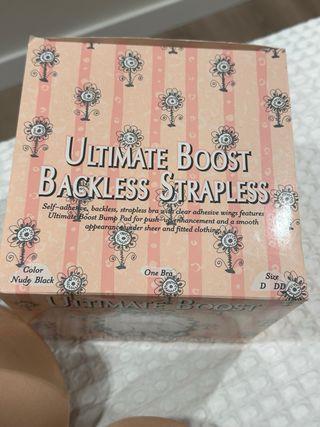 ULTIMATE BOOST
BACKLESS STRAPLESS
Self-adhesive, backless, strapless bra with clear adhesive wings features
Ultimate Boost Bump Pad for push-up enhancement and a smooth
appearance under sheer and fitted clothing.
Color
Nude Black
One Bra
Size
D DD
ULTIMATE BOOST